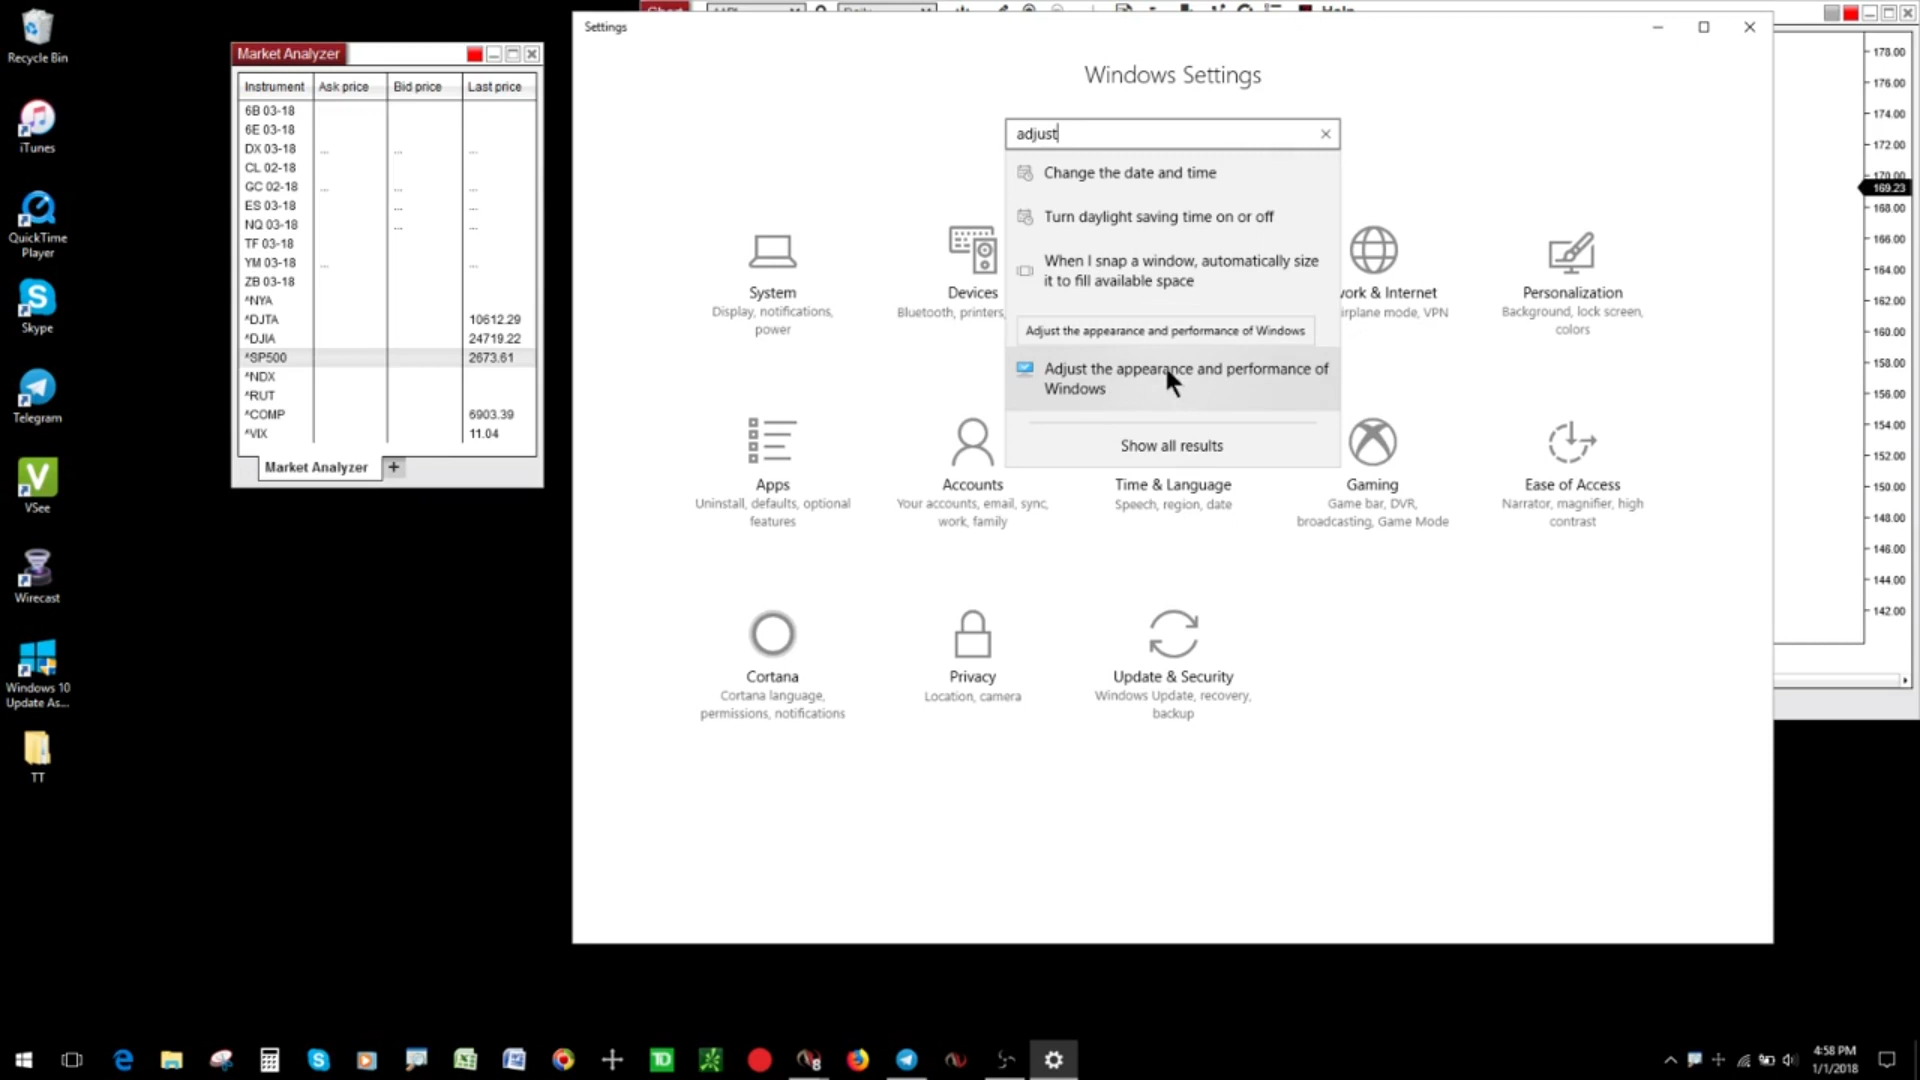 Recycle Bin
iTunes
QuickTime
Player
Skype
Telegram
VSee
Wirecast
Windows 10
Update As...
TT
Market Analyzer
Instrument Ask price Bid price Last price
6B 03-18
6E 03-18
DX 03-18 ... ... ...
CL 02-18
GC 02-18 ... ... ...
ES 03-18 ... ...
NQ 03-18 ... ...
TF 03-18
YM 03-18 ... ...
ZB 03-18
^NYA
^DJTA 10612.29
^DJIA 24719.22
^SP500 2673.61
^NDX
^RUT
^COMP 6903.39
^VIX 11.04
Market Analyzer +
Settings
Windows Settings
adjust
Change the date and time
Turn daylight saving time on or off
When I snap a window, automatically size
it to fill available space
Adjust the appearance and performance of Windows
Adjust the appearance and performance of
Windows
Show all results
System
Display, notifications,
power
Devices
Bluetooth, printers,
& Internet
VPN
Personalization
Background, lock screen,
colors
Apps
Uninstall, defaults, optional
features
Accounts
Your accounts, email, sync,
work, family
Time & Language
Speech, region, date
Gaming
Game bar, DVR,
broadcasting, Game Mode
Ease of Access
Narrator, magnifier, high
contrast
Cortana
Cortana language,
permissions, notifications
Privacy
Location, camera
Update & Security
Windows Update, recovery,
backup
178.00
176.00
174.00
172.00
170.00
169.23
168.00
166.00
164.00
162.00
160.00
158.00
156.00
154.00
152.00
150.00
148.00
146.00
144.00
142.00
TD
8
4:58 PM
1/1/2018